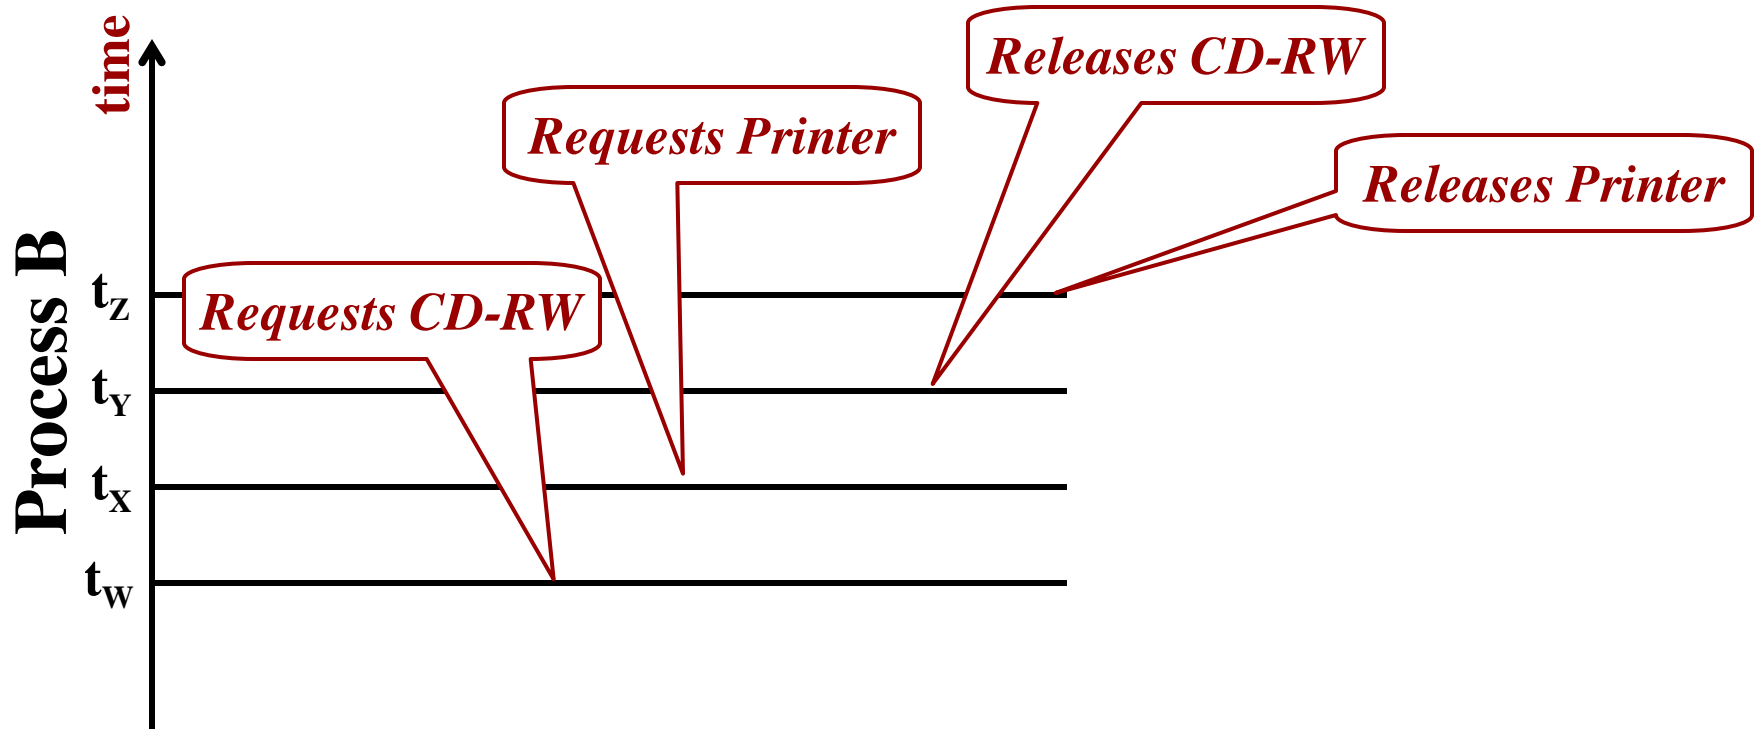 time
Releases CD-RW
Requests Printer
Releases Printer
Process B
tZ
Requests CD-RW
tY
tX
tW